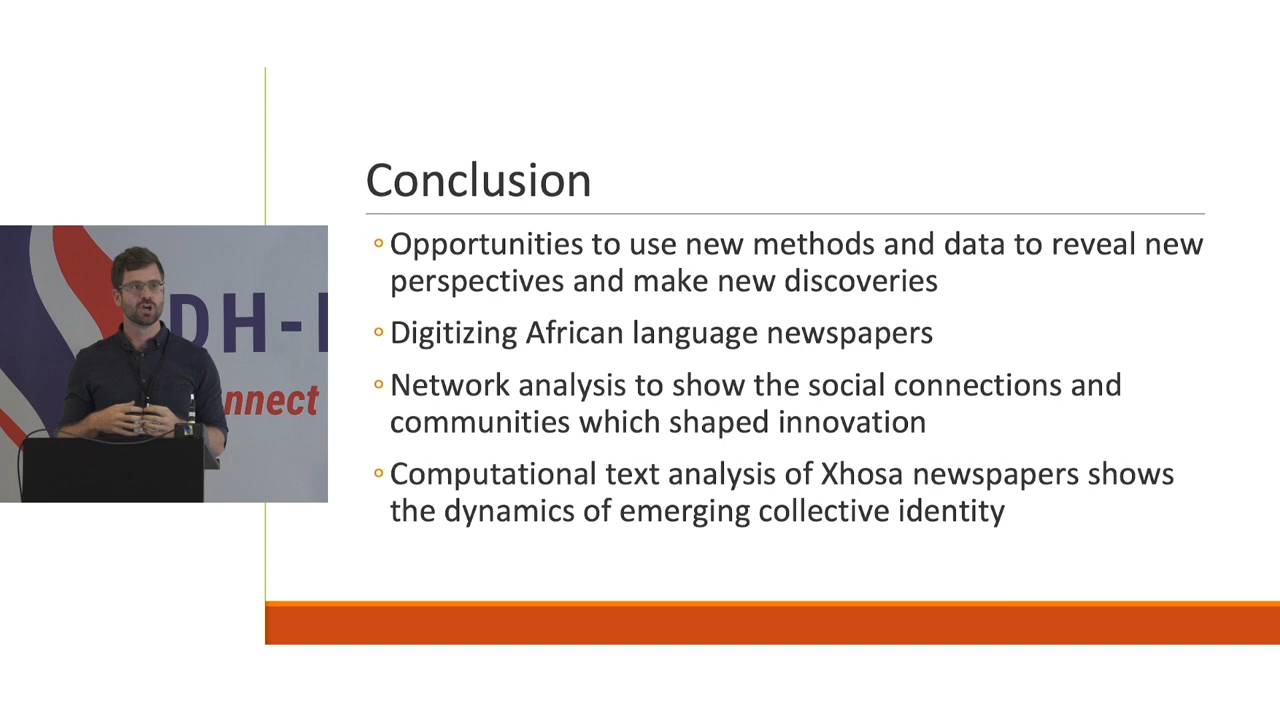 Conclusion
◦Opportunities to use new methods and data to reveal new
perspectives and make new discoveries
◦Digitizing African language newspapers
◦Network analysis to show the social connections and
communities which shaped innovation
◦Computational text analysis of Xhosa newspapers shows
the dynamics of emerging collective identity
DH-
nnect